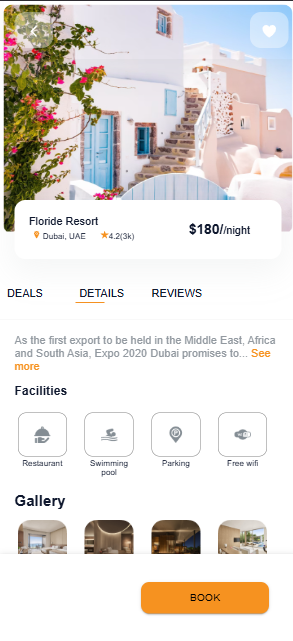 Floride Resort
Dubai, UAE
4.2(3k)
$180//night
DEALS
DETAILS
REVIEWS
As the first export to be held in the Middle East, Africa
and South Asia, Expo 2020 Dubai promises to... See
more
Facilities
Restaurant
Swimming
pool
Parking
Free wifi
Gallery
BOOK